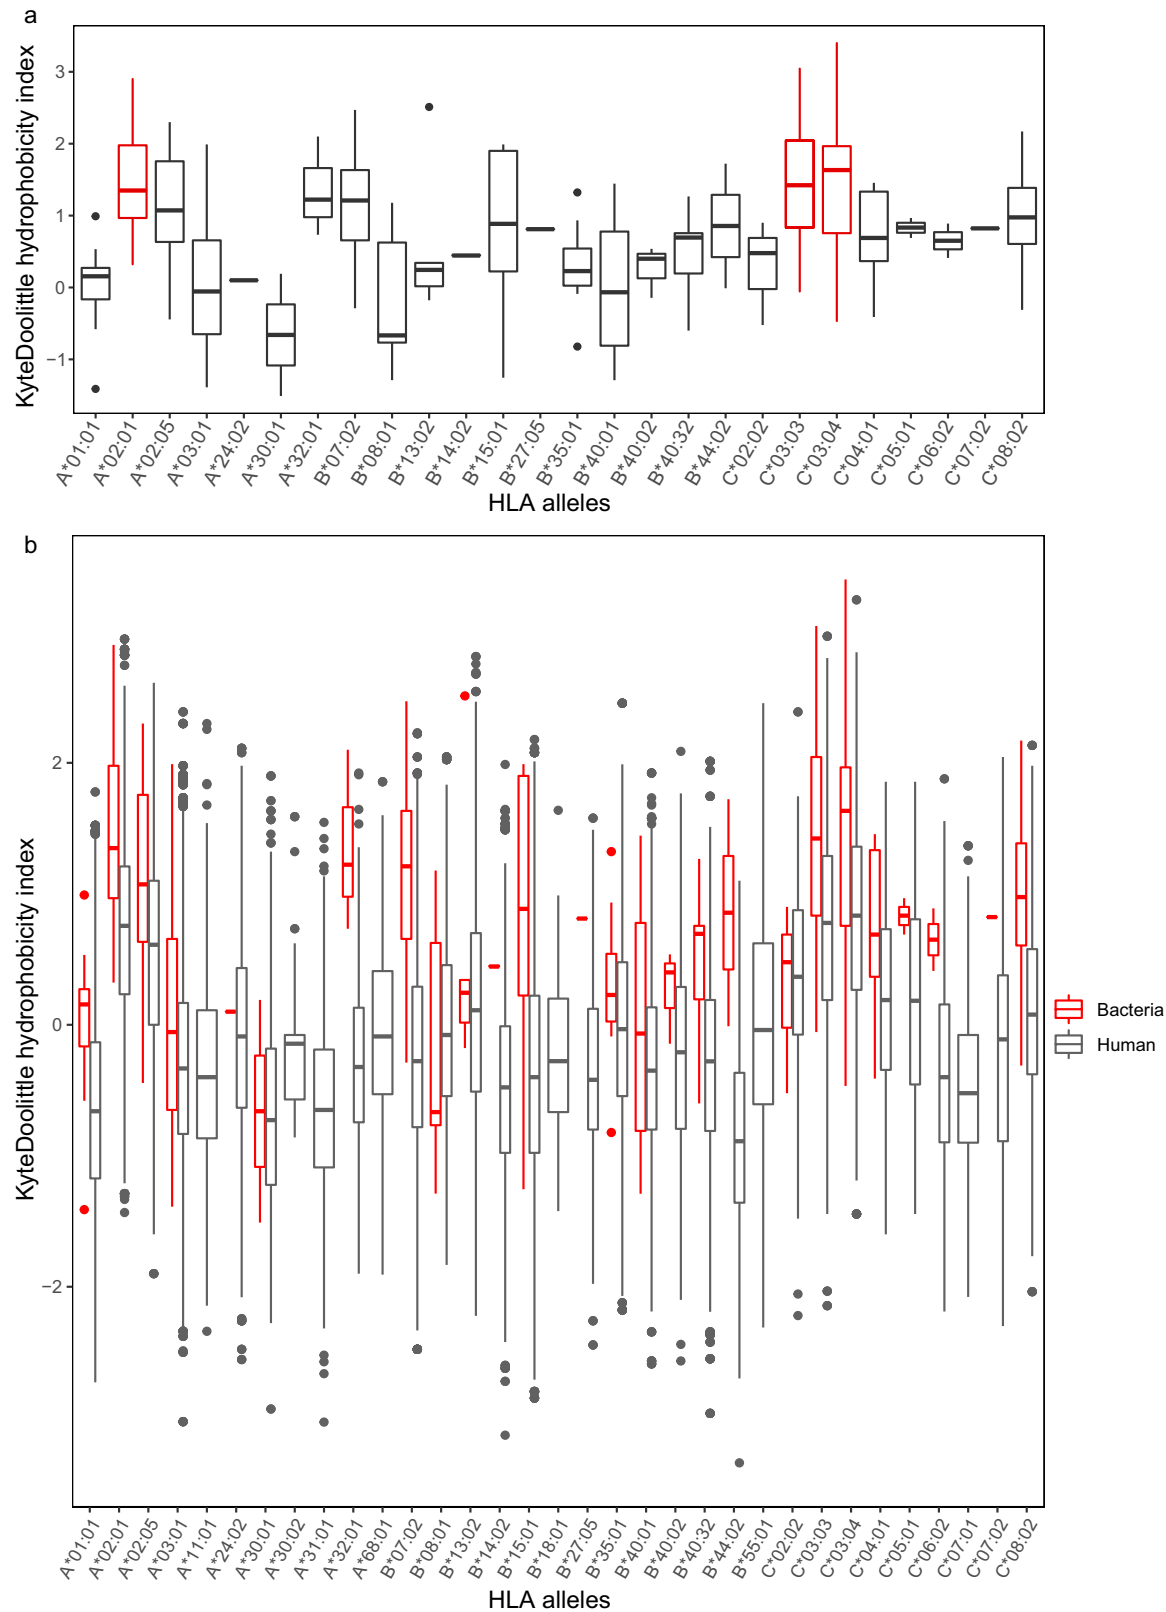 a
KyteDoolittle hydrophobicity index
3
2
1
0
−1
A*01:01
A*02:01
A*02:05
A*03:01
A*24:02
A*30:01
A*32:01
B*07:02
B*08:01
B*13:02
B*14:02
B*15:01
B*27:05
B*35:01
B*40:01
B*40:02
B*40:32
B*44:02
C*02:02
C*03:03
C*03:04
C*04:01
C*05:01
C*06:02
C*07:02
C*08:02
HLA alleles
b
KyteDoolittle hydrophobicity index
2
0
−2
Bacteria
Human
A*01:01
A*02:01
A*02:05
A*03:01
A*11:01
A*24:02
A*30:01
A*30:02
A*31:01
A*32:01
A*68:01
B*07:02
B*08:01
B*13:02
B*14:02
B*15:01
B*18:01
B*27:05
B*35:01
B*40:01
B*40:02
B*40:32
B*44:02
B*55:01
C*02:02
C*03:03
C*03:04
C*04:01
C*05:01
C*06:02
C*07:01
C*07:02
C*08:02
HLA alleles